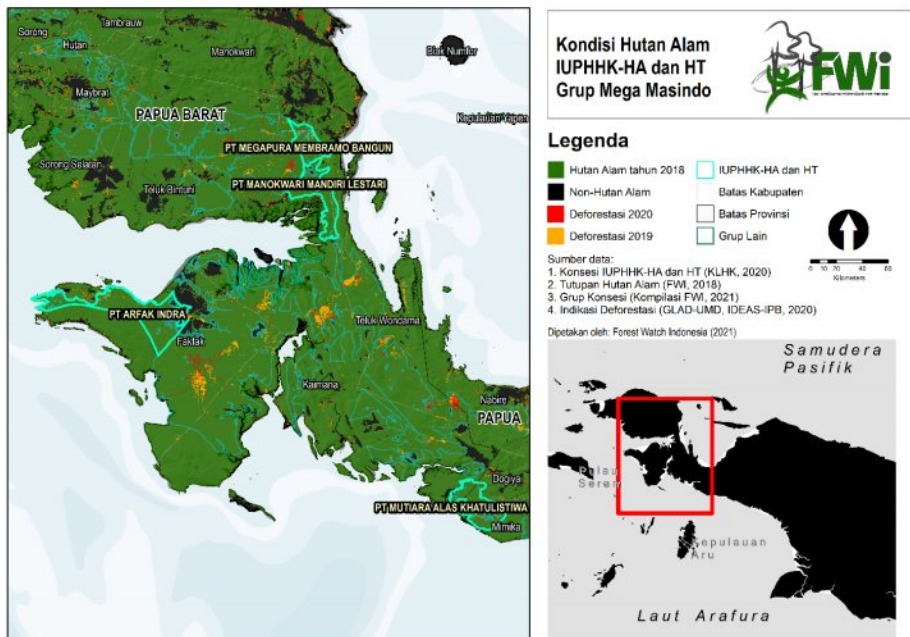 Sorong
Tambrauw
Hutan
Manokwari
Blak Numfor
Maybrat
PAPUA BARAT
Kepulauan Yapen
PT MEGAPURA MEMBRAMO BANGUN
Sorong Selatan
PT MANOKWARI MANDIRI LESTARI
Teluk Bintuni
PT ARFAK INDRA
Fakfak
Teluk Wondama
Kaimana
Nabire
PAPUA
Dogiyai
PT MUTIARA ALAS KHATULISTIWA
Mimika
Kondisi Hutan Alam
IUPHHK-HA dan HT
Grup Mega Masindo
FWi
Legenda
Hutan Alam tahun 2018
Non-Hutan Alam
Deforestasi 2020
Deforestasi 2019
IUPHHK-HA dan HT
Batas Kabupaten
Batas Provinsi
Grup Lain
0 10 20 40 60
Kilometers
Sumber data:
1. Konsesi IUPHHK-HA dan HT (KLHK, 2020)
2. Tutupan Hutan Alam (FWI, 2018)
3. Grup Konsesi (Kompilasi FWI, 2021)
4. Indikasi Deforestasi (GLAD-UMD, IDEAS-IPB, 2020)
Dipetakan oleh: Forest Watch Indonesia (2021)
Samudera
Pasifik
Pulau
Seram
Kepulauan
Aru
Laut Arafura